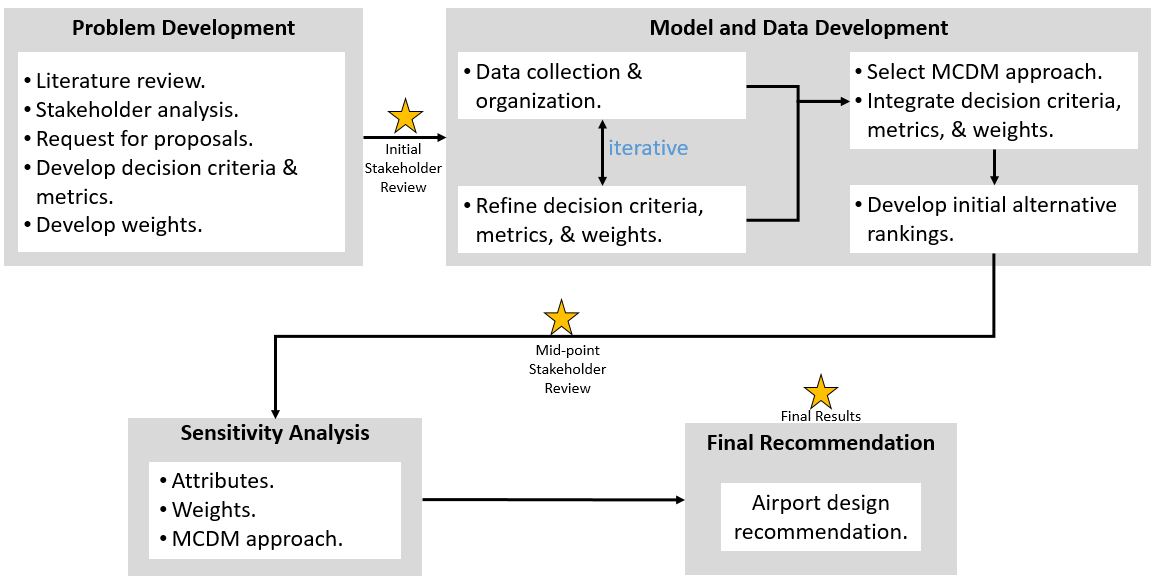 Problem Development
• Literature review.
• Stakeholder analysis.
• Request for proposals.
• Develop decision criteria &
metrics.
• Develop weights.
Initial
Stakeholder
Review
Model and Data Development
• Data collection &
organization.
iterative
• Refine decision criteria,
metrics, & weights.
• Select MCDM approach.
• Integrate decision criteria,
metrics, & weights.
• Develop initial alternative
rankings.
Mid-point
Stakeholder
Review
Sensitivity Analysis
• Attributes.
• Weights.
• MCDM approach.
Final Results
Final Recommendation
Airport design
recommendation.